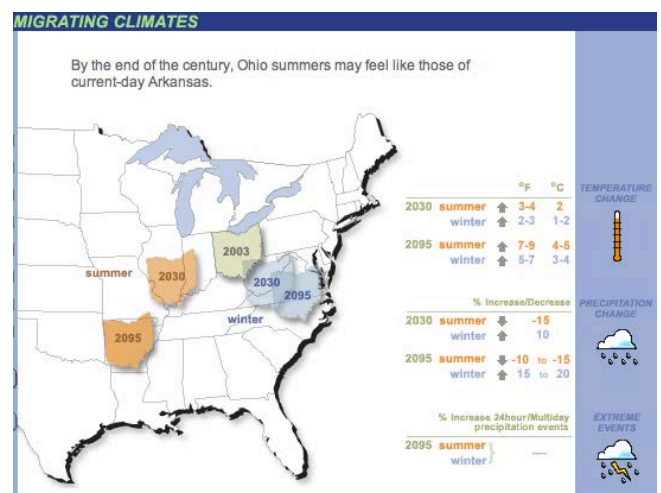 MIGRATING CLIMATES
By the end of the century, Ohio summers may feel like those of
current-day Arkansas.
2003
summer
2030
2030
2095
winter
2095
°F °C
2030 summer 3-4 2
winter 2-3 1-2
2095 summer 7-9 4-5
winter 5-7 3-4
TEMPERATURE
CHANGE
% Increase/Decrease
2030 summer -15
winter 10
2095 summer -10 to -15
winter 15 to 20
PRECIPITATION
CHANGE
% Increase 24hour/Multiday
precipitation events
2095 summer
winter
----
EXTREME
EVENTS